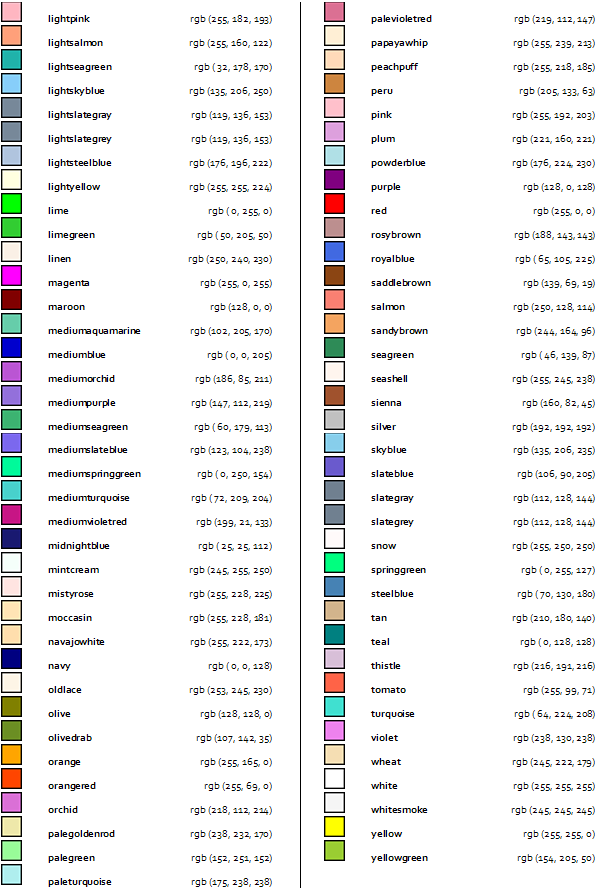 lightpink rgb (255, 182, 193)
lightsalmon rgb (255, 160, 122)
lightseagreen rgb ( 32, 178, 170)
lightskyblue rgb (135, 206, 250)
lightslategray rgb (119, 136, 153)
lightslategrey rgb (119, 136, 153)
lightsteelblue rgb (176, 196, 222)
lightyellow rgb (255, 255, 224)
lime rgb ( 0, 255, 0)
limegreen rgb ( 50, 205, 50)
linen rgb (250, 240, 230)
magenta rgb (255, 0, 255)
maroon rgb (128, 0, 0)
mediumaquamarine rgb (102, 205, 170)
mediumblue rgb ( 0, 0, 205)
mediumorchid rgb (186, 85, 211)
mediumpurple rgb (147, 112, 219)
mediumseagreen rgb ( 60, 179, 113)
mediumslateblue rgb (123, 104, 238)
mediumspringgreen rgb ( 0, 250, 154)
mediumturquoise rgb ( 72, 209, 204)
mediumvioletred rgb (199, 21, 133)
midnightblue rgb ( 25, 25, 112)
mintcream rgb (245, 255, 250)
mistyrose rgb (255, 228, 225)
moccasin rgb (255, 228, 181)
navajowhite rgb (255, 222, 173)
navy rgb ( 0, 0, 128)
oldlace rgb (253, 245, 230)
olive rgb (128, 128, 0)
olivedrab rgb (107, 142, 35)
orange rgb (255, 165, 0)
orangered rgb (255, 69, 0)
orchid rgb (218, 112, 214)
palegoldenrod rgb (238, 232, 170)
palegreen rgb (152, 251, 152)
paleturquoise rgb (175, 238, 238)
palevioletred rgb (219, 112, 147)
papayawhip rgb (255, 239, 213)
peachpuff rgb (255, 218, 185)
peru rgb (205, 133, 63)
pink rgb (255, 192, 203)
plum rgb (221, 160, 221)
powderblue rgb (176, 224, 230)
purple rgb (128, 0, 128)
red rgb (255, 0, 0)
rosybrown rgb (188, 143, 143)
royalblue rgb ( 65, 105, 225)
saddlebrown rgb (139, 69, 19)
salmon rgb (250, 128, 114)
sandybrown rgb (244, 164, 96)
seagreen rgb ( 46, 139, 87)
seashell rgb (255, 245, 238)
sienna rgb (160, 82, 45)
silver rgb (192, 192, 192)
skyblue rgb (135, 206, 235)
slateblue rgb (106, 90, 205)
slategray rgb (112, 128, 144)
slategrey rgb (112, 128, 144)
snow rgb (255, 250, 250)
springgreen rgb ( 0, 255, 127)
steelblue rgb ( 70, 130, 180)
tan rgb (210, 180, 140)
teal rgb ( 0, 128, 128)
thistle rgb (216, 191, 216)
tomato rgb (255, 99, 71)
turquoise rgb ( 64, 224, 208)
violet rgb (238, 130, 238)
wheat rgb (245, 222, 179)
white rgb (255, 255, 255)
whitesmoke rgb (245, 245, 245)
yellow rgb (255, 255, 0)
yellowgreen rgb (154, 205, 50)